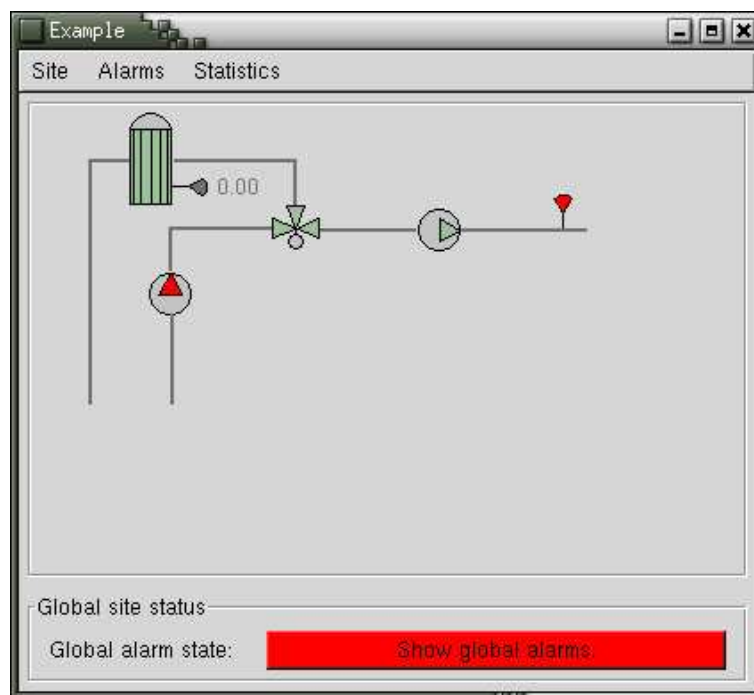 Example
Site Alarms Statistics
0.00
Global site status
Global alarm state: Show global alarms.